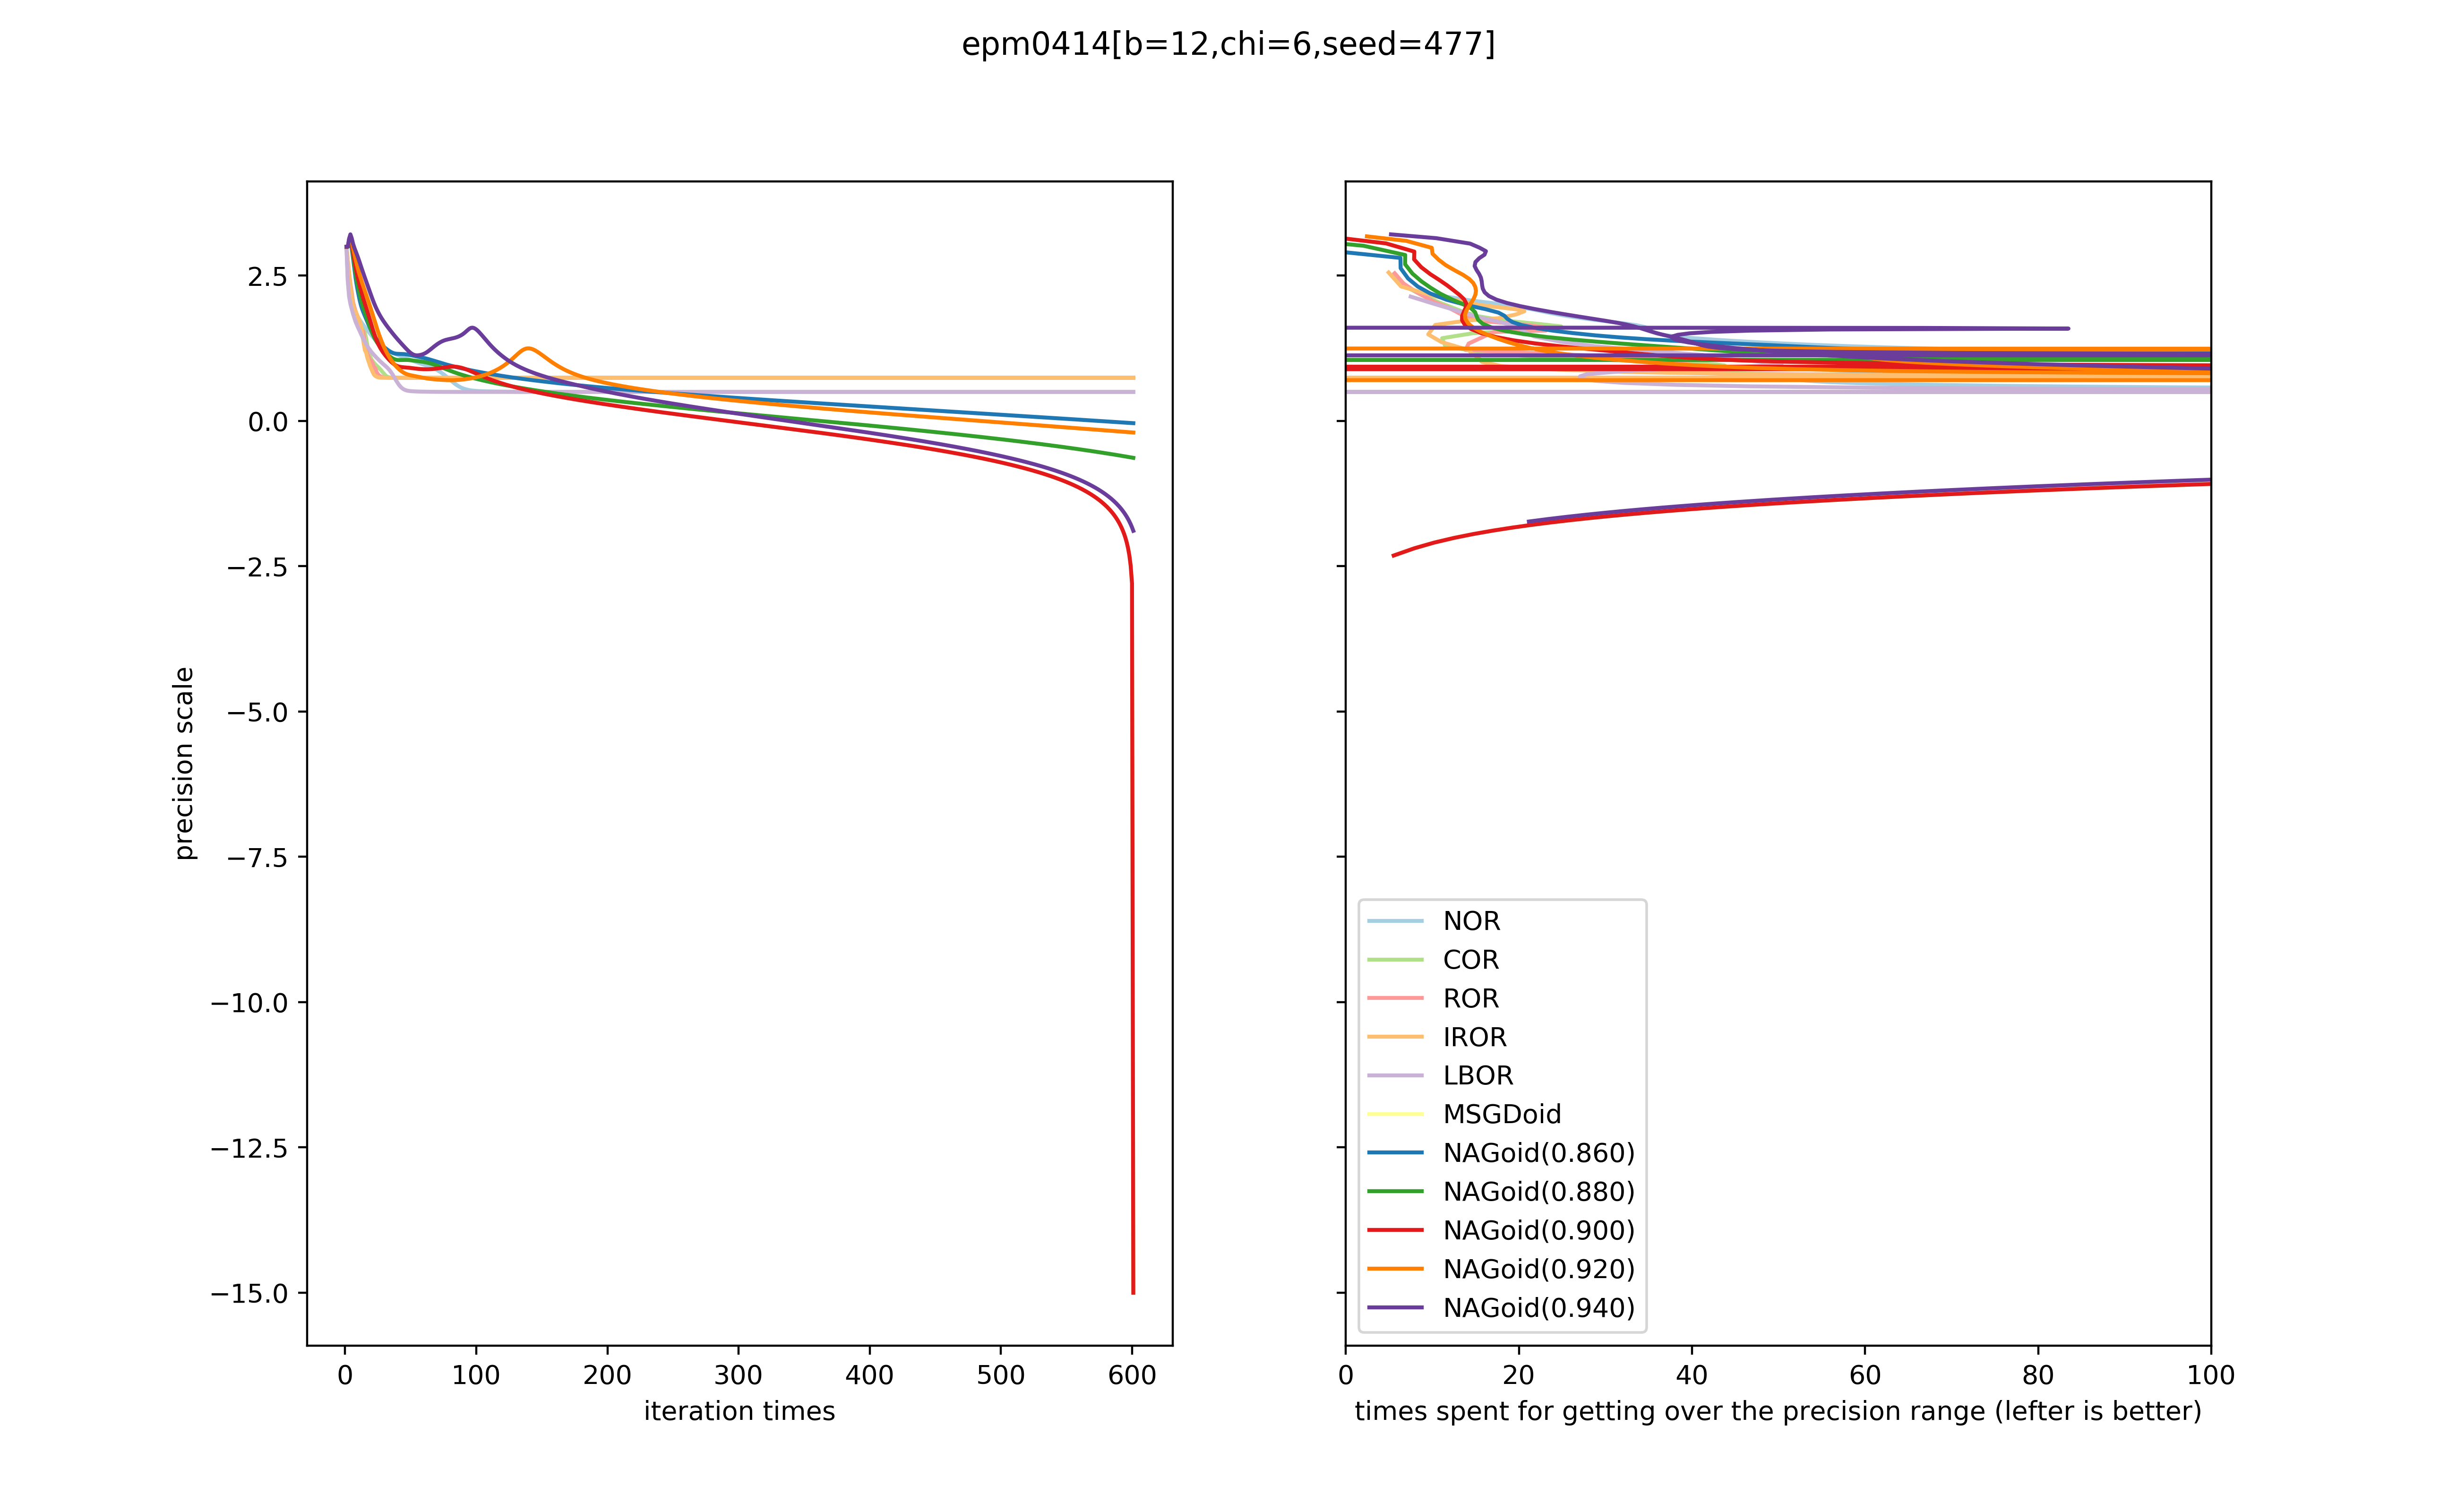 epm0414[b=12,chi=6,seed=477]
precision scale
2.5
0.0
−2.5
−5.0
−7.5
−10.0
−12.5
−15.0
0 100 200 300 400 500 600
iteration times
NOR
COR
ROR
IROR
LBOR
MSGDoid
NAGoid(0.860)
NAGoid(0.880)
NAGoid(0.900)
NAGoid(0.920)
NAGoid(0.940)
0 20 40 60 80 100
times spent for getting over the precision range (lefter is better)